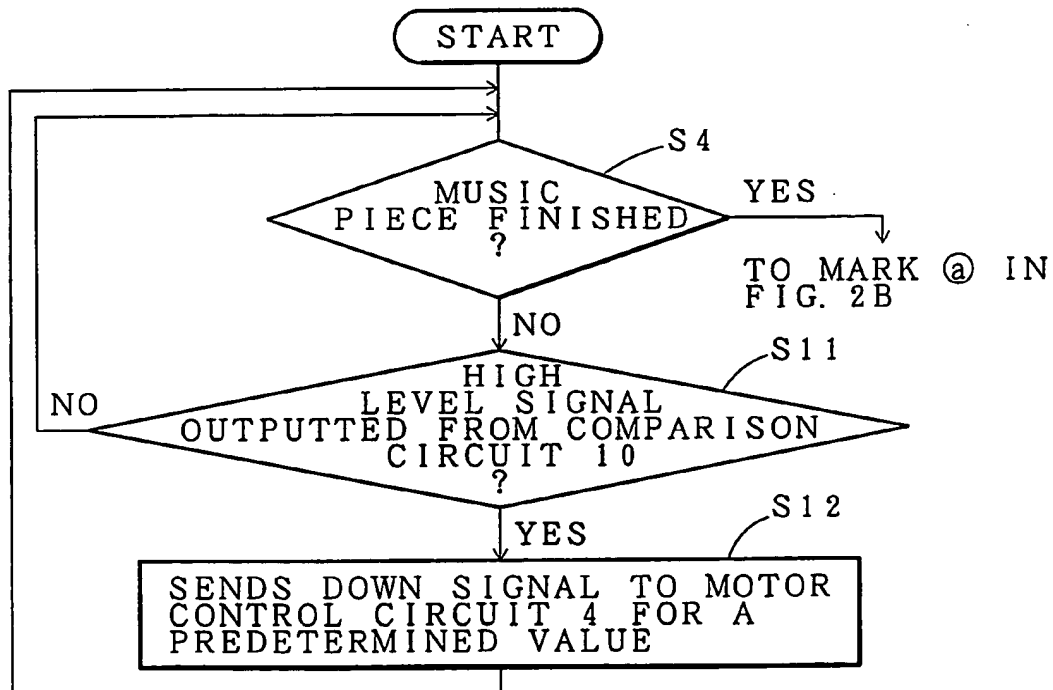 START
S4
MUSIC
PIECE FINISHED
?
YES
TO MARK ⓐ IN
FIG. 2B
NO
S11
HIGH
LEVEL SIGNAL
OUTPUTTED FROM COMPARISON
CIRCUIT 10
?
NO
YES
S12
SENDS DOWN SIGNAL TO MOTOR
CONTROL CIRCUIT 4 FOR A
PREDETERMINED VALUE